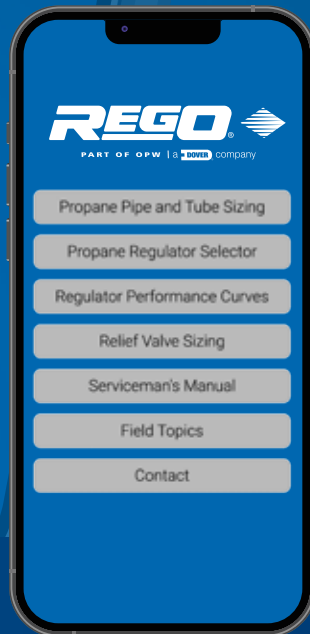 REGO®
PART OF OPW | a DOVER company
Propane Pipe and Tube Sizing
Propane Regulator Selector
Regulator Performance Curves
Relief Valve Sizing
Serviceman's Manual
Field Topics
Contact